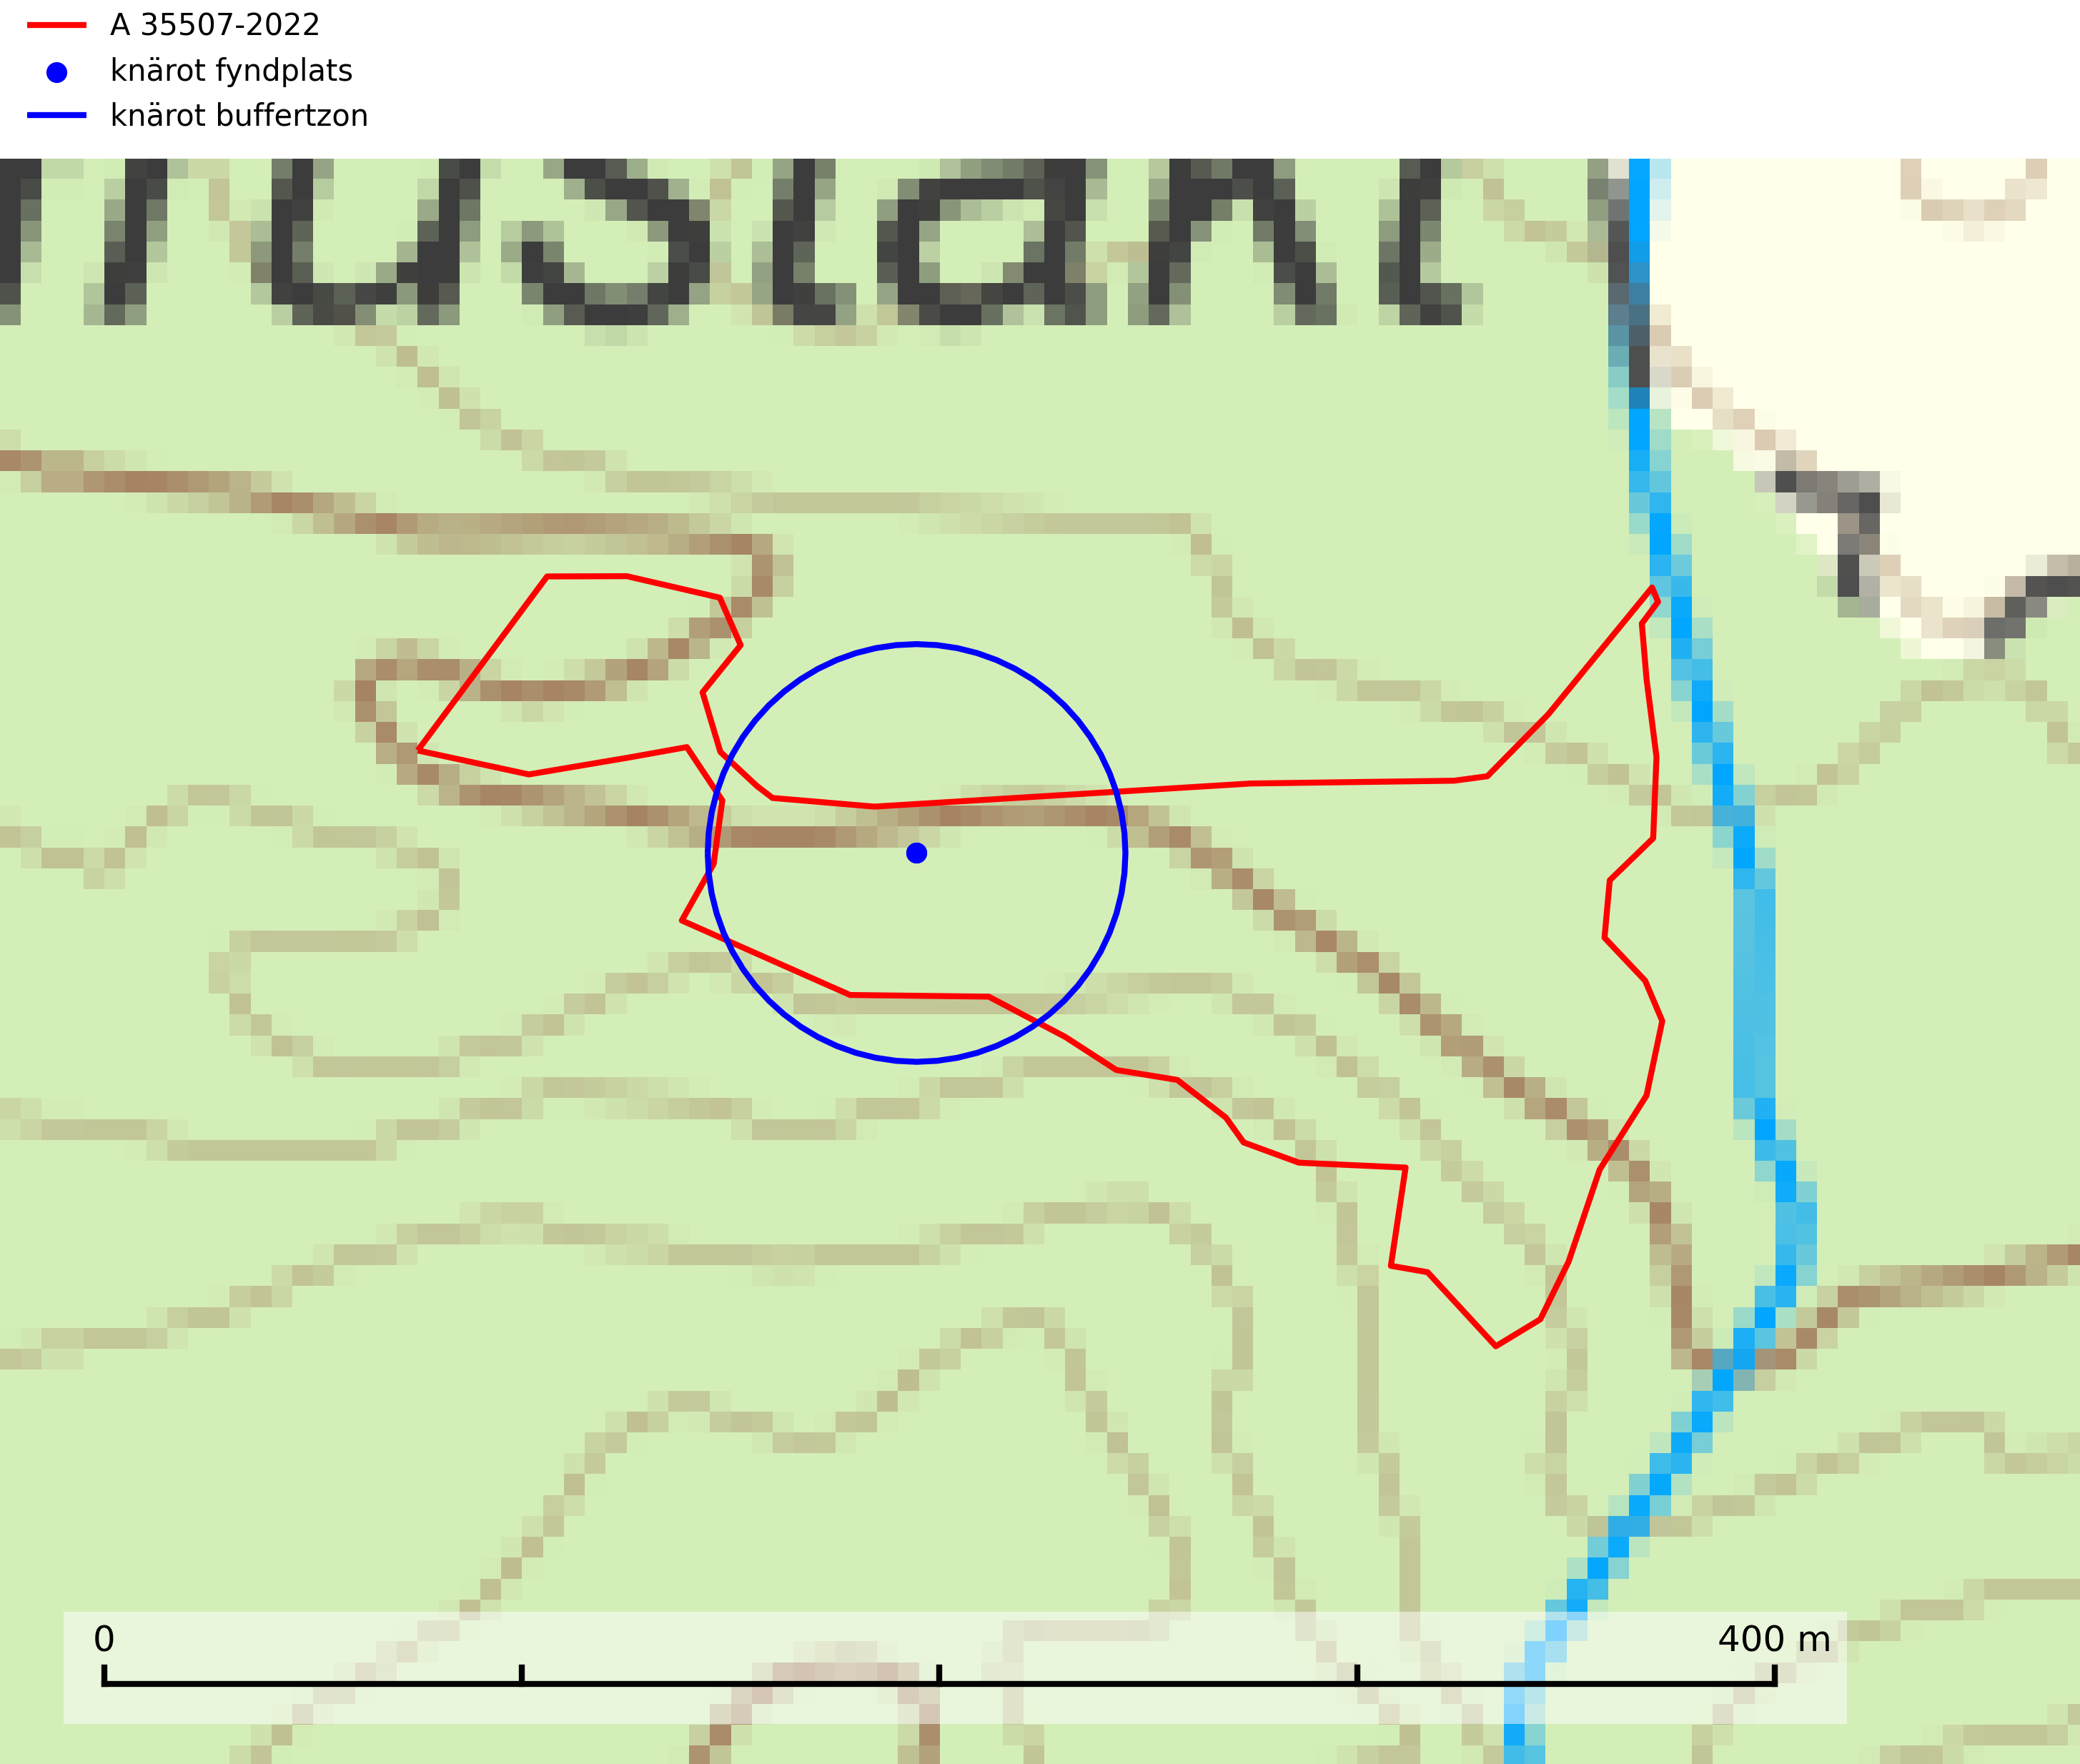 A 35507-2022
knärot fyndplats
knärot buffertzon
0
400 m